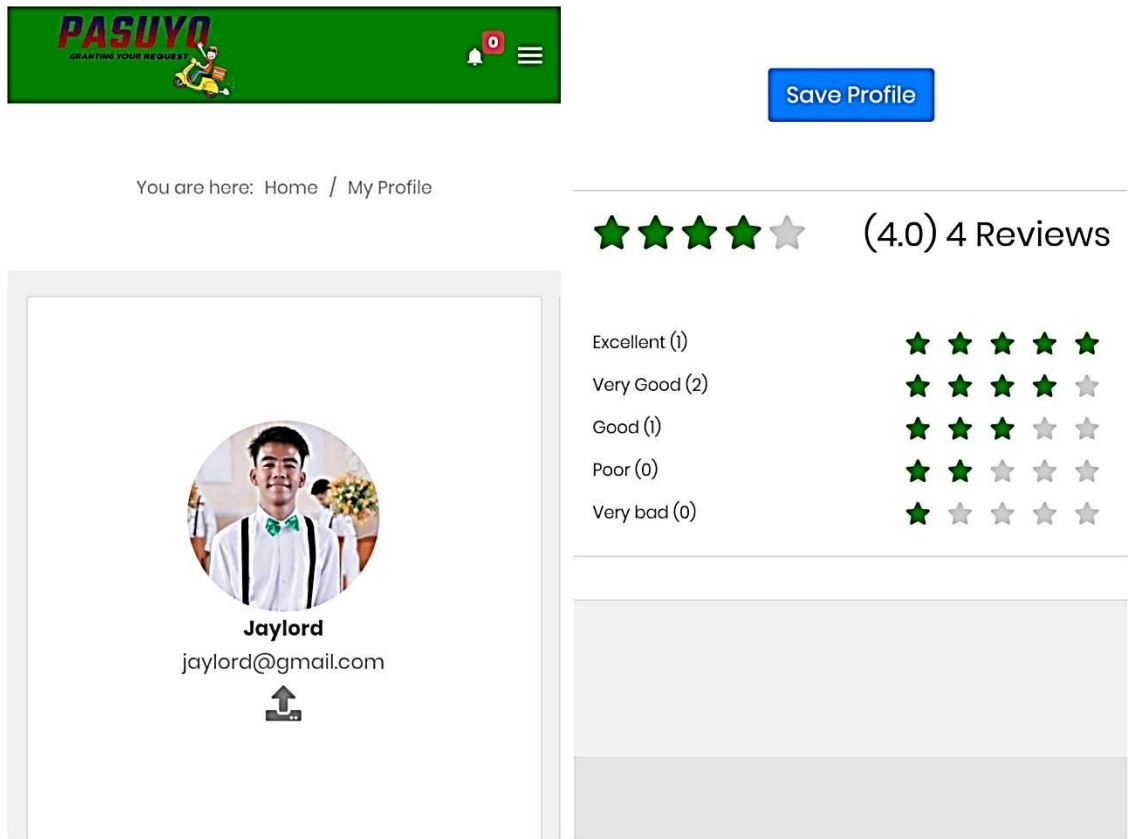 PASUYO
GRANTING YOUR REQUEST
0
You are here: Home / My Profile
Jaylord
jaylord@gmail.com
Save Profile
(4.0) 4 Reviews
Excellent (1)
Very Good (2)
Good (1)
Poor (0)
Very bad (0)